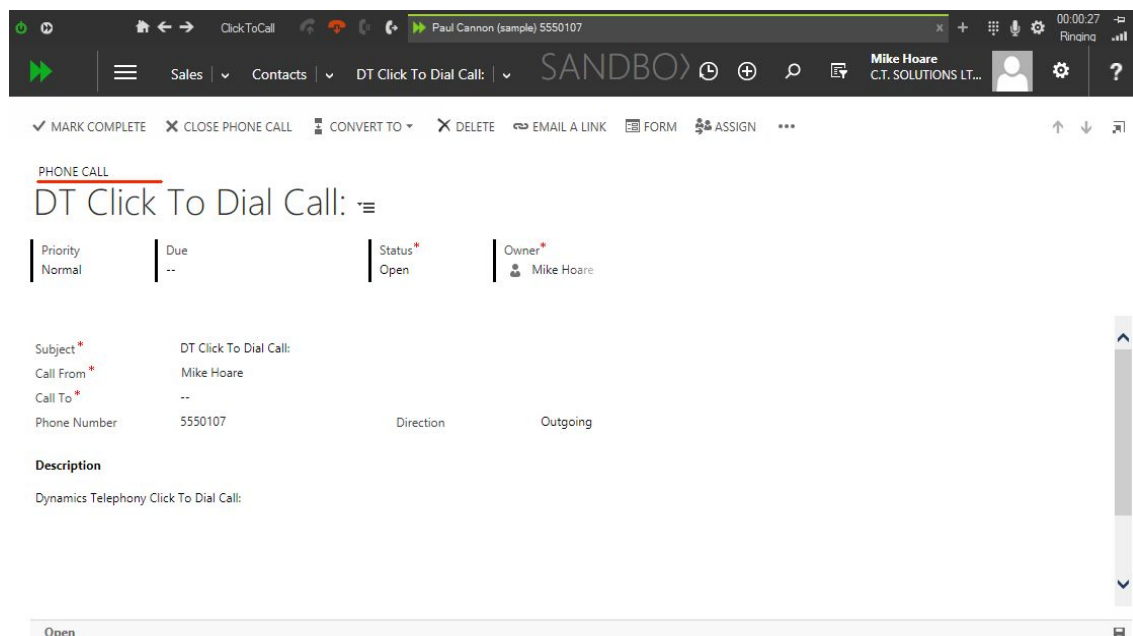 ClickToCall Paul Cannon (sample) 5550107 x + 00:00:27
Ringing
Sales Contacts DT Click To Dial Call: SANDBOX Mike Hoare
C.T. SOLUTIONS LT... ?
MARK COMPLETE CLOSE PHONE CALL CONVERT TO DELETE EMAIL A LINK FORM ASSIGN ...
PHONE CALL
DT Click To Dial Call:
Priority Due Status* Owner*
Normal -- Open Mike Hoare
Subject* DT Click To Dial Call:
Call From* Mike Hoare
Call To* --
Phone Number 5550107 Direction Outgoing
Description
Dynamics Telephony Click To Dial Call:
Open